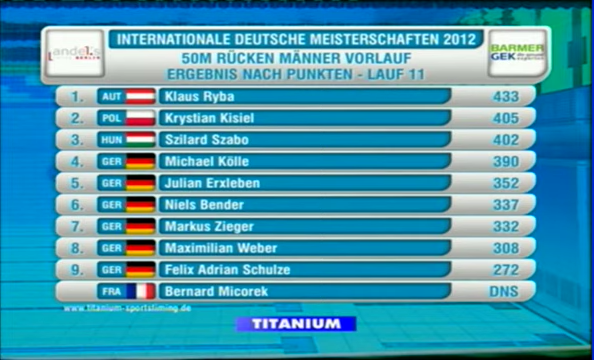 andel's
BERLIN
INTERNATIONALE DEUTSCHE MEISTERSCHAFTEN 2012
50M RÜCKEN MÄNNER VORLAUF
ERGEBNIS NACH PUNKTEN - LAUF 11
BARMER
GEK
1. AUT Klaus Ryba 433
2. POL Krystian Kisiel 405
3. HUN Szilard Szabo 402
4. GER Michael Kölle 390
5. GER Julian Erxleben 352
6. GER Niels Bender 337
7. GER Markus Zieger 332
8. GER Maximilian Weber 308
9. GER Felix Adrian Schulze 272
FRA Bernard Micorek DNS
www.titanium-sportstiming.de
TITANIUM